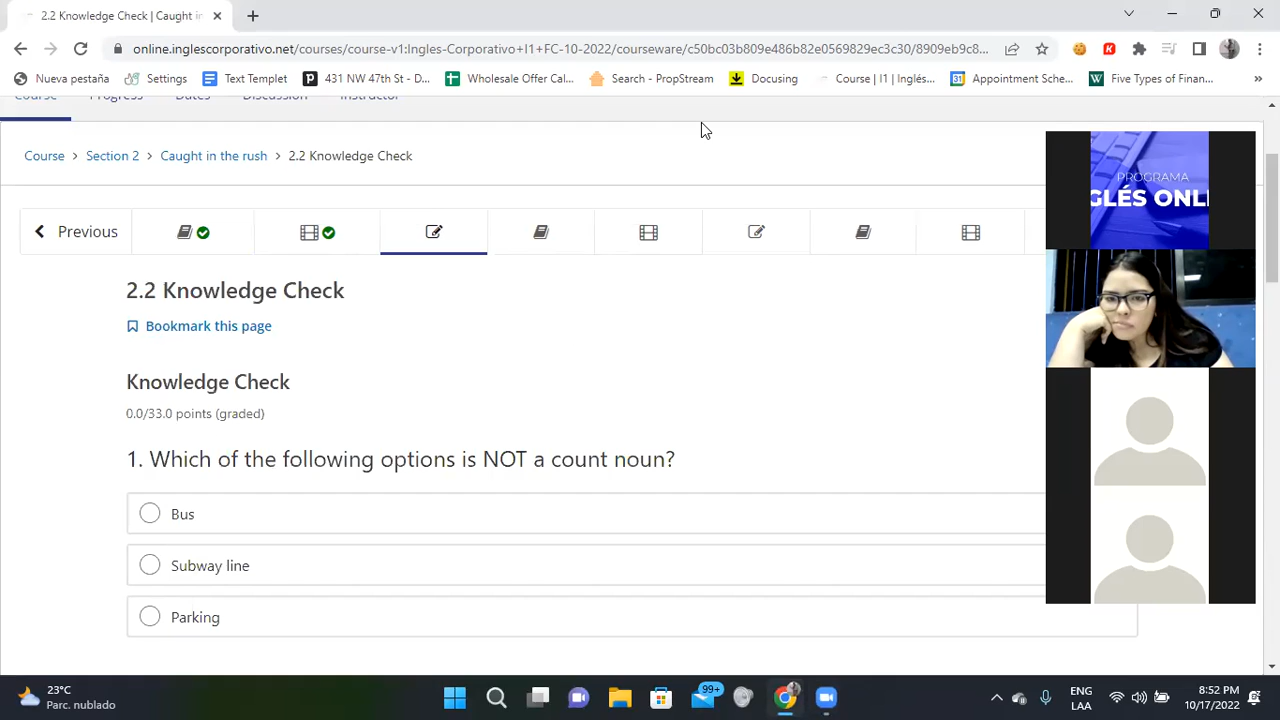 2.2 Knowledge Check | Caught in
online.inglescorporativo.net/courses/course-v1:Ingles-Corporativo+I1+FC-10-2022/courseware/c50bc03b809e486b82e0569829ec3c30/8909eb9c8...
Nueva pestaña Settings Text Templet 431 NW 47th St - D... Wholesale Offer Cal... Search - PropStream Docusing Course | I1 | Inglés... Appointment Sche... Five Types of Finan... »
Course Progress Dates Discussion Instructor
Course > Section 2 > Caught in the rush > 2.2 Knowledge Check
PROGRAMA
GLÉS ONLI
Previous
2.2 Knowledge Check
Bookmark this page
Knowledge Check
0.0/33.0 points (graded)
1. Which of the following options is NOT a count noun?
Bus
Subway line
Parking
23°C
Parc. nublado
99+
ENG
LAA
8:52 PM
10/17/2022